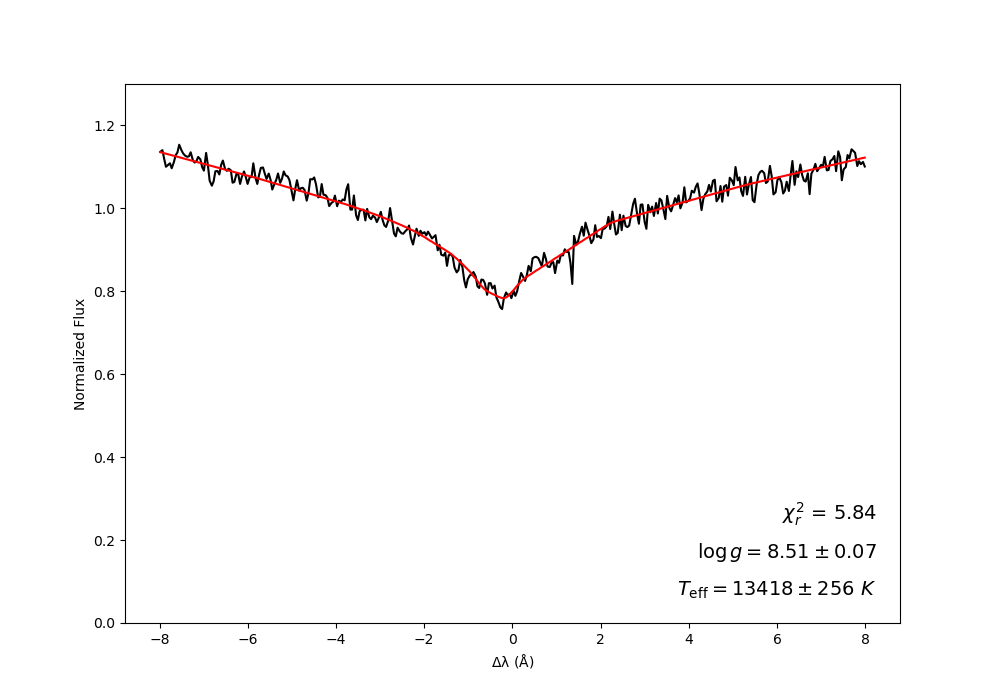 1.2
1.0
0.8
0.6
0.4
0.2
0.0
Normalized Flux
χ²ᵣ = 5.84
log g = 8.51 ± 0.07
T_eff = 13418 ± 256 K
−8 −6 −4 −2 0 2 4 6 8
Δλ (Å)